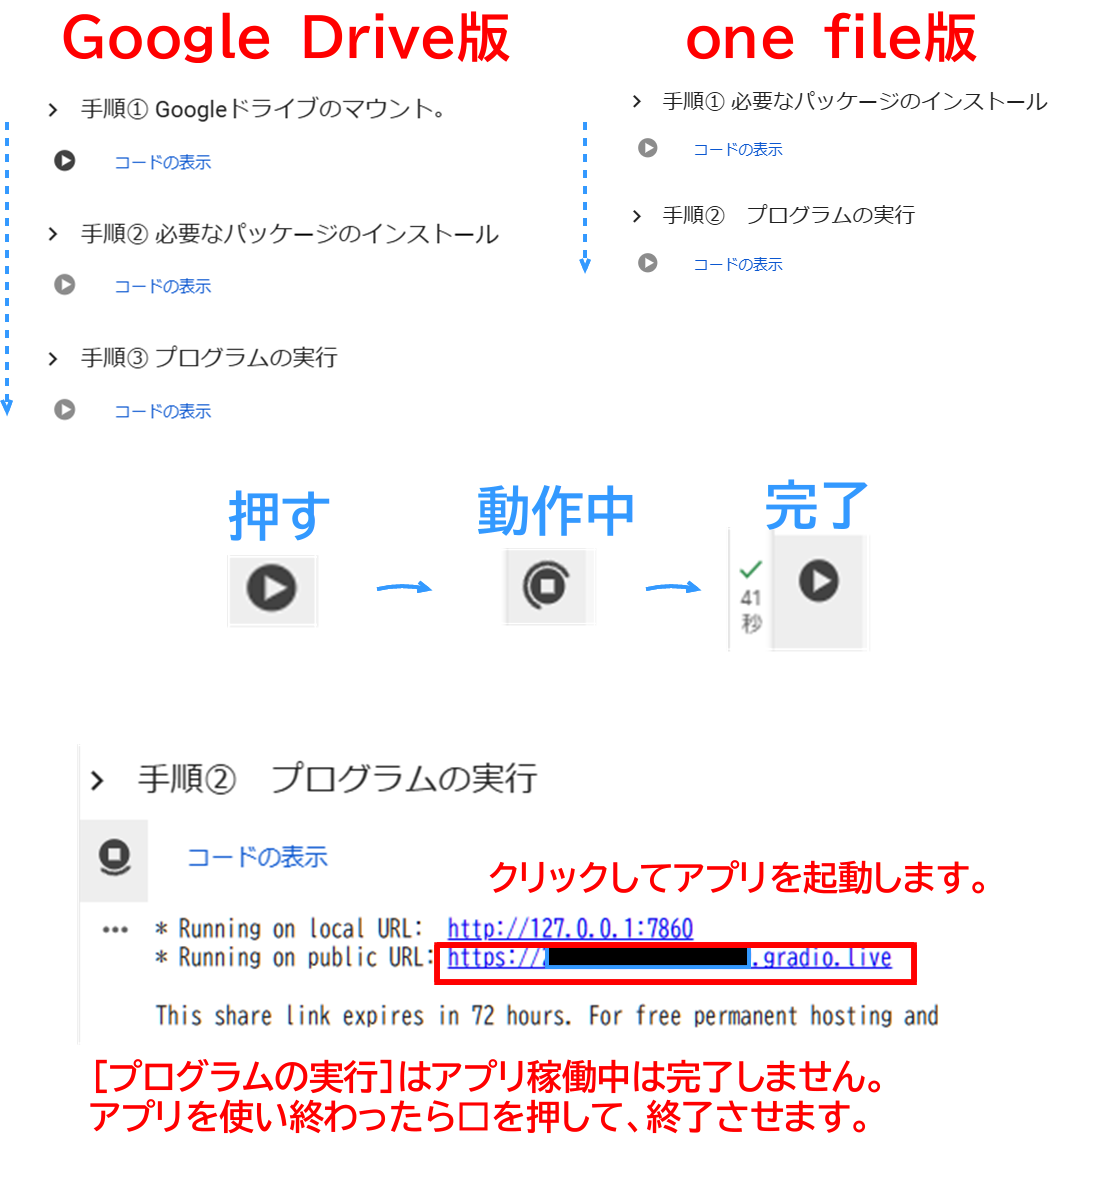 Google Drive版
手順① Googleドライブのマウント。
コードの表示
手順② 必要なパッケージのインストール
コードの表示
手順③ プログラムの実行
コードの表示
one file版
手順① 必要なパッケージのインストール
コードの表示
手順②　プログラムの実行
コードの表示
押す
動作中
完了
41
秒
手順②　プログラムの実行
コードの表示
クリックしてアプリを起動します。
* Running on local URL: http://127.0.0.1:7860
* Running on public URL: https://.gradio.live
This share link expires in 72 hours. For free permanent hosting and
[プログラムの実行]はアプリ稼働中は完了しません。
アプリを使い終わったら□を押して、終了させます。